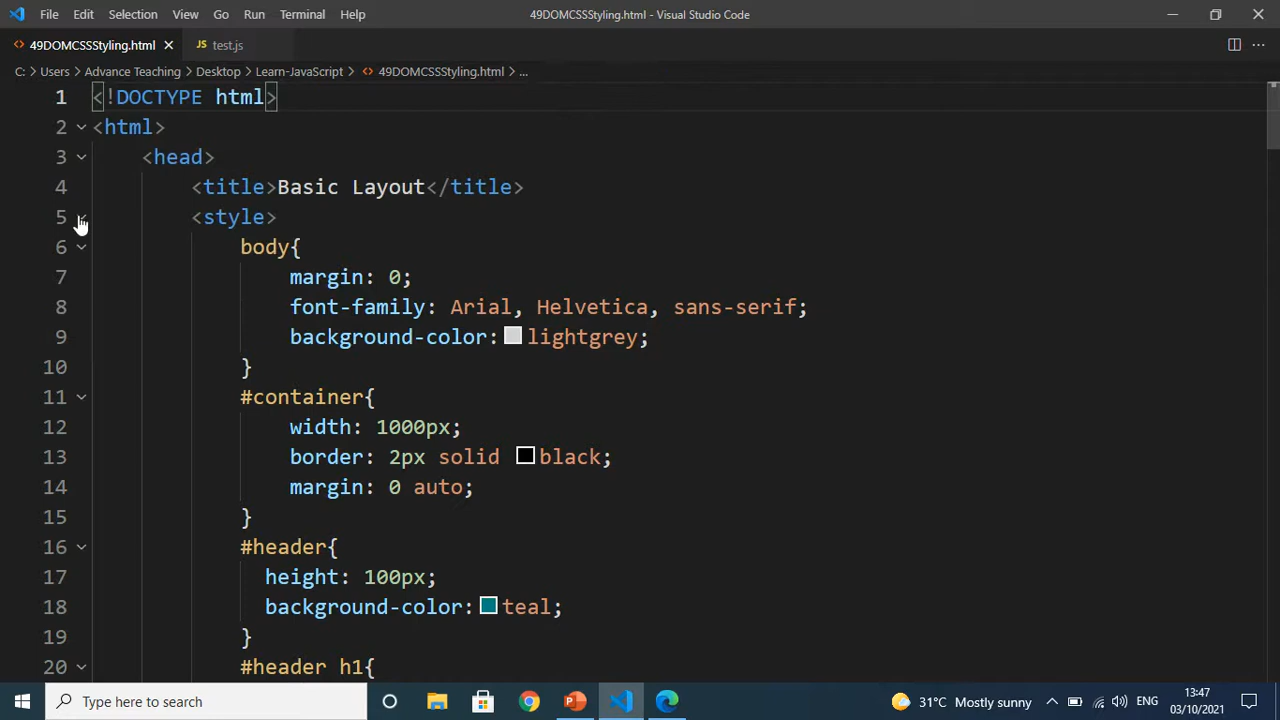 File Edit Selection View Go Run Terminal Help 49DOMCSSStyling.html - Visual Studio Code
49DOMCSSStyling.html JS test.js
C: > Users > Advance Teaching > Desktop > Learn-JavaScript > 49DOMCSSStyling.html > ...
1 <!DOCTYPE html>
2 <html>
3 <head>
4 <title>Basic Layout</title>
5 <style>
6 body{
7 margin: 0;
8 font-family: Arial, Helvetica, sans-serif;
9 background-color: lightgrey;
10 }
11 #container{
12 width: 1000px;
13 border: 2px solid black;
14 margin: 0 auto;
15 }
16 #header{
17 height: 100px;
18 background-color: teal;
19 }
20 #header h1{
Type here to search
31°C Mostly sunny ENG 13:47
03/10/2021